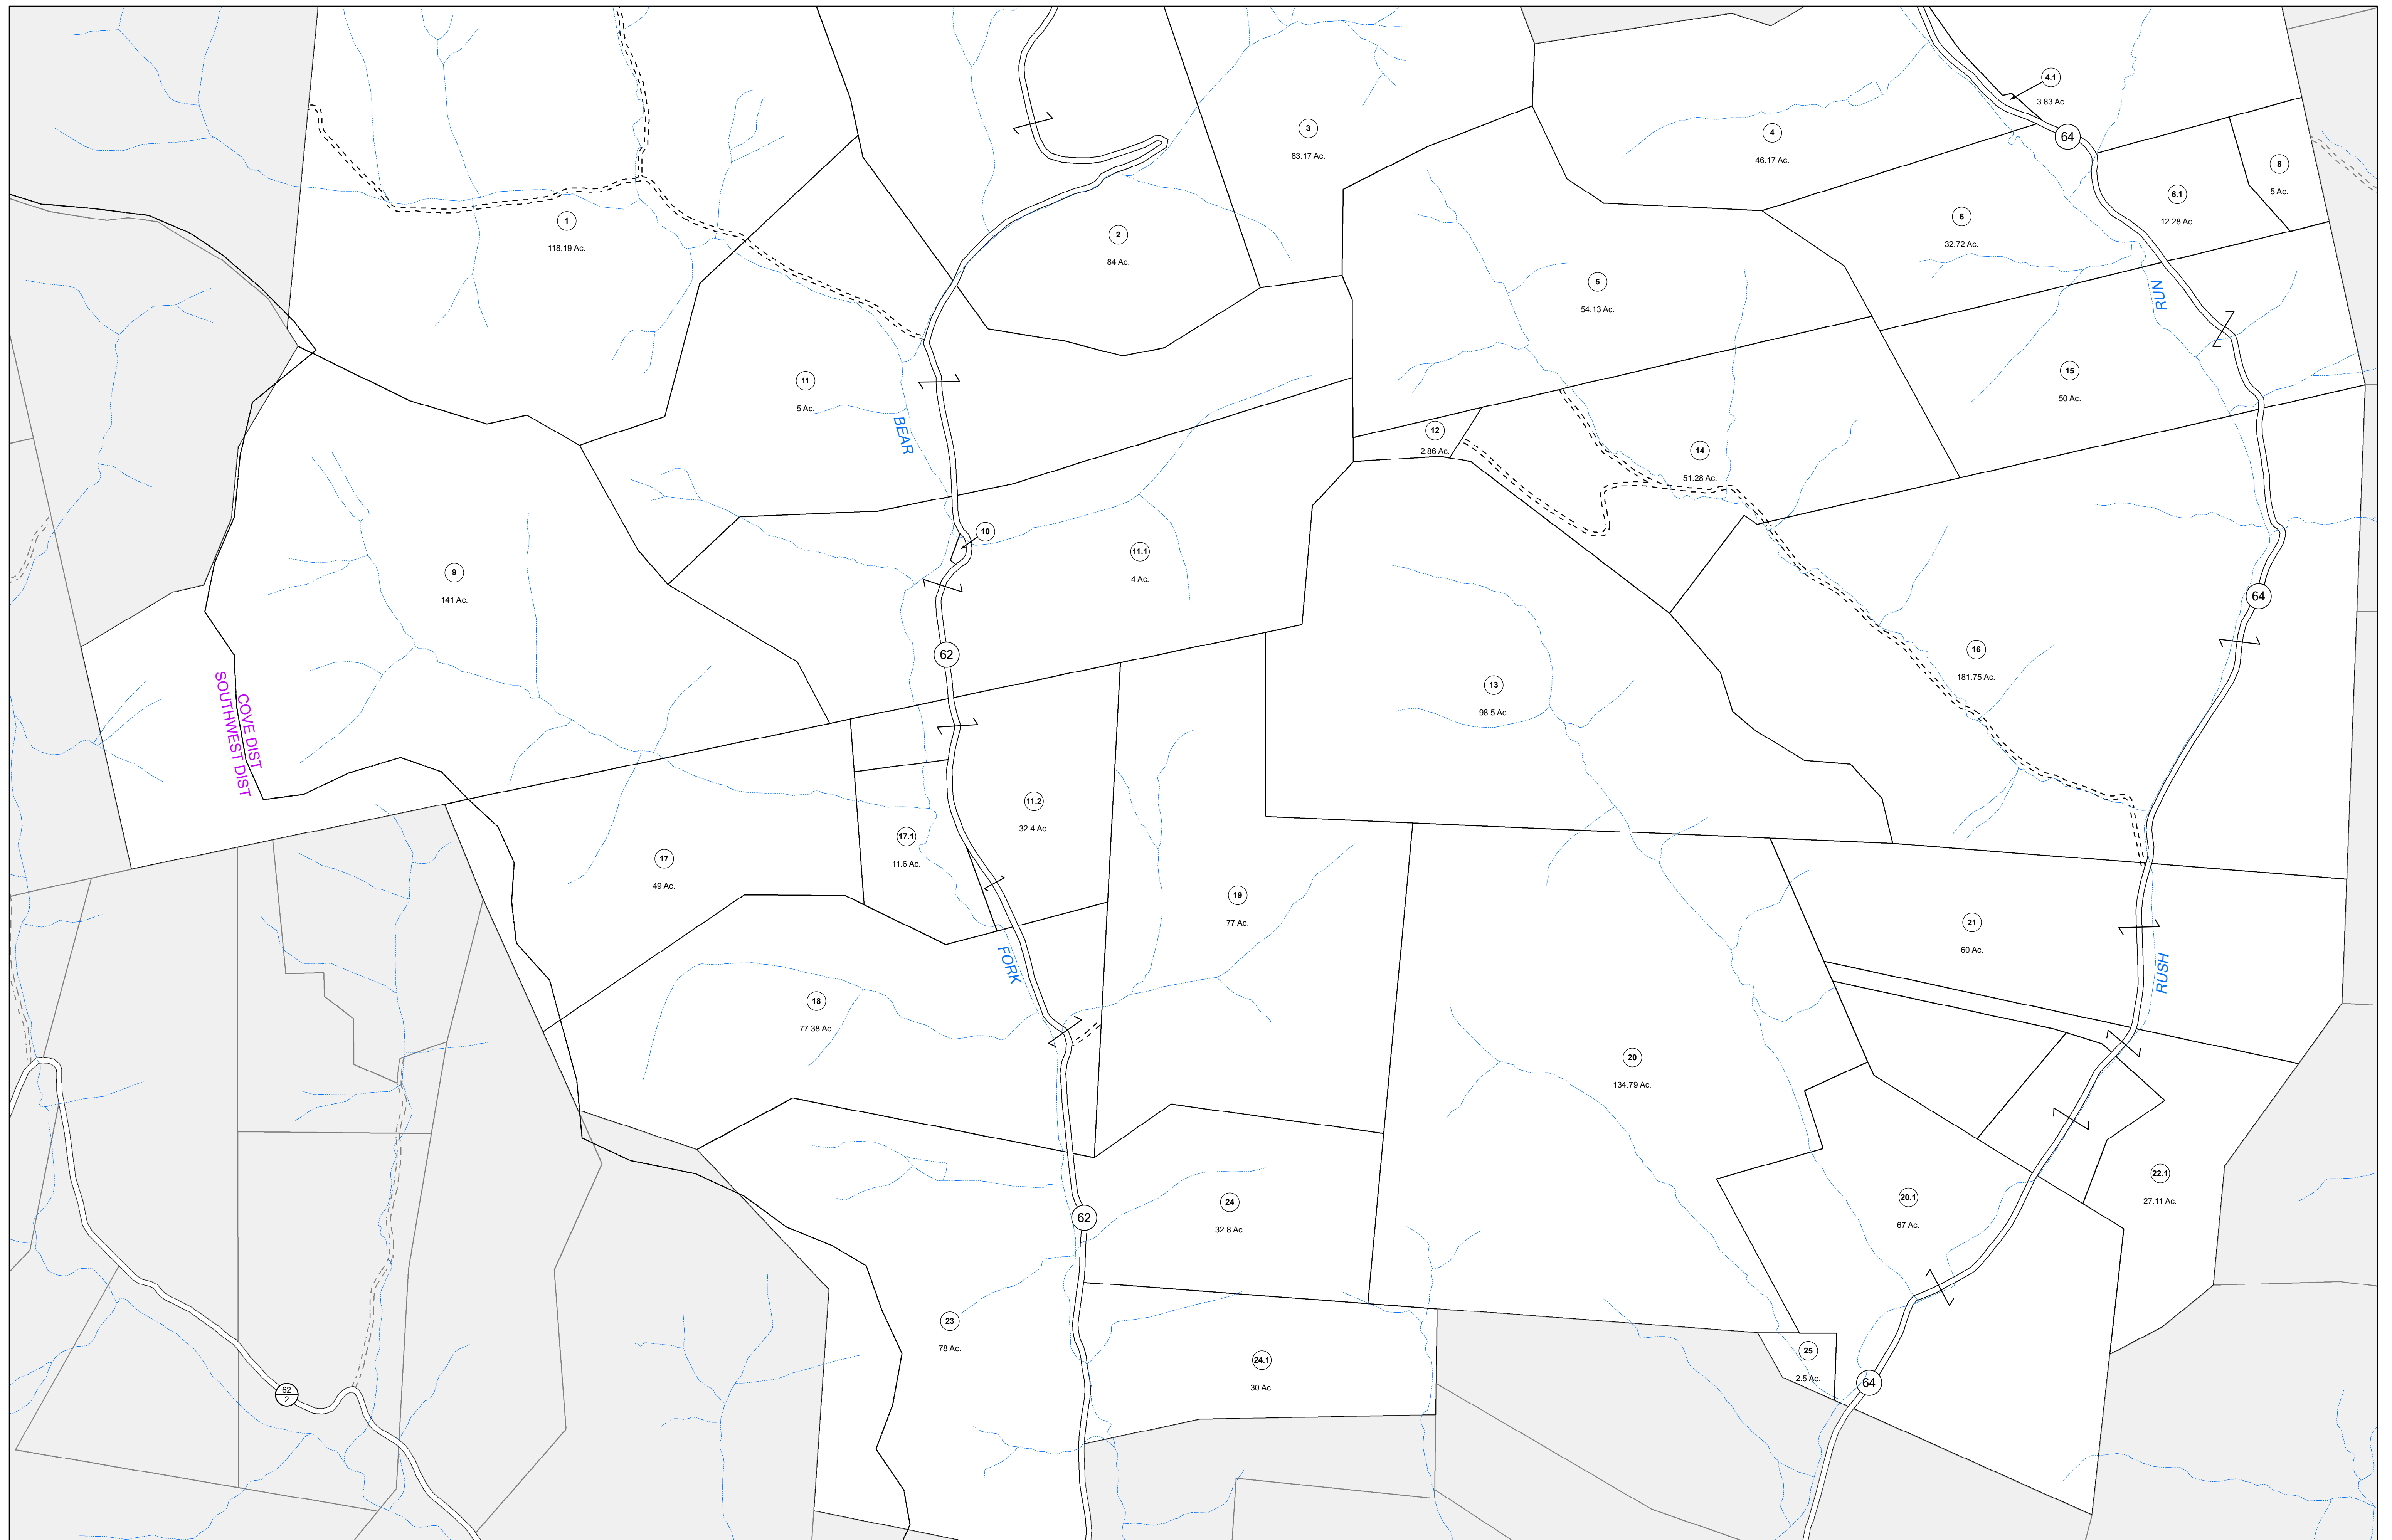 4.1
3.83 Ac.
64
3
83.17 Ac.
4
46.17 Ac.
8
5 Ac.
6.1
12.28 Ac.
1
118.19 Ac.
2
84 Ac.
6
32.72 Ac.
5
54.13 Ac.
RUN
11
5 Ac.
15
50 Ac.
BEAR
12
2.86 Ac.
14
51.28 Ac.
10
11.1
4 Ac.
9
141 Ac.
64
62
16
181.75 Ac.
13
98.5 Ac.
COVE DIST
SOUTHWEST DIST
11.2
32.4 Ac.
17.1
11.6 Ac.
17
49 Ac.
19
77 Ac.
21
60 Ac.
FORK
RUSH
18
77.38 Ac.
20
134.79 Ac.
22.1
27.11 Ac.
20.1
67 Ac.
24
32.8 Ac.
62
23
78 Ac.
24.1
30 Ac.
25
2.5 Ac.
64
62
2